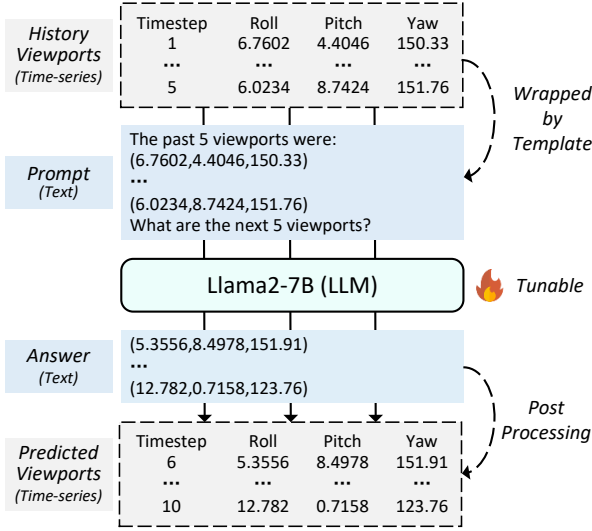 History
Viewports
(Time-series)
Timestep Roll Pitch Yaw
1 6.7602 4.4046 150.33
... ... ... ...
5 6.0234 8.7424 151.76
Wrapped
by
Template
Prompt
(Text)
The past 5 viewports were:
(6.7602,4.4046,150.33)
...
(6.0234,8.7424,151.76)
What are the next 5 viewports?
Llama2-7B (LLM)
Tunable
Answer
(Text)
(5.3556,8.4978,151.91)
...
(12.782,0.7158,123.76)
Post
Processing
Predicted
Viewports
(Time-series)
Timestep Roll Pitch Yaw
6 5.3556 8.4978 151.91
... ... ... ...
10 12.782 0.7158 123.76